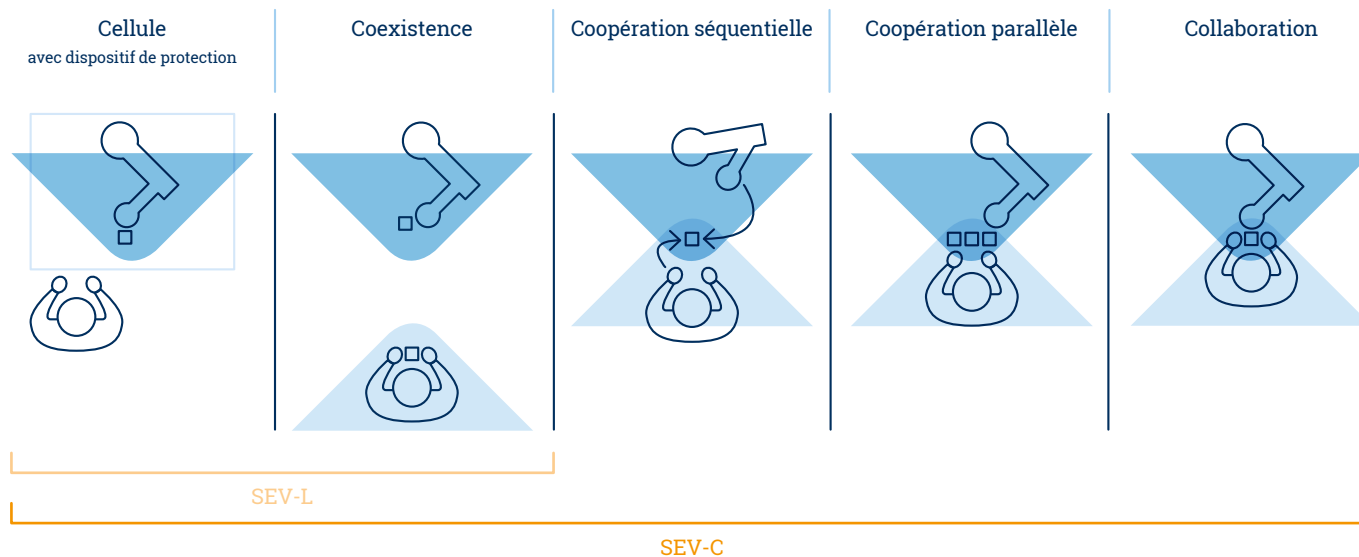 Cellule
avec dispositif de protection
Coexistence
Coopération séquentielle
Coopération parallèle
Collaboration
SEV-L
SEV-C